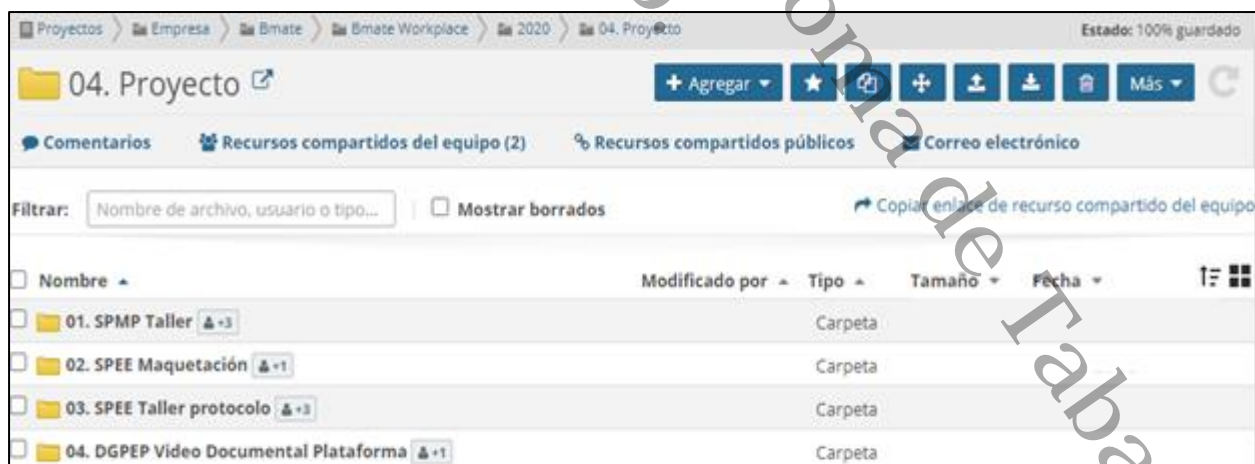 Proyectos Empresa Bmate Bmate Workplace 2020 04. Proyecto Estado: 100% guardado
04. Proyecto + Agregar Más
Comentarios Recursos compartidos del equipo (2) Recursos compartidos públicos Correo electrónico
Filtrar: Nombre de archivo, usuario o tipo... Mostrar borrados Copiar enlace de recurso compartido del equipo
Nombre Modificado por Tipo Tamaño Fecha
01. SPMP Taller +3 Carpeta
02. SPEE Maquetación +1 Carpeta
03. SPEE Taller protocolo +3 Carpeta
04. DGPEP Video Documental Plataforma +1 Carpeta
oma de Taba